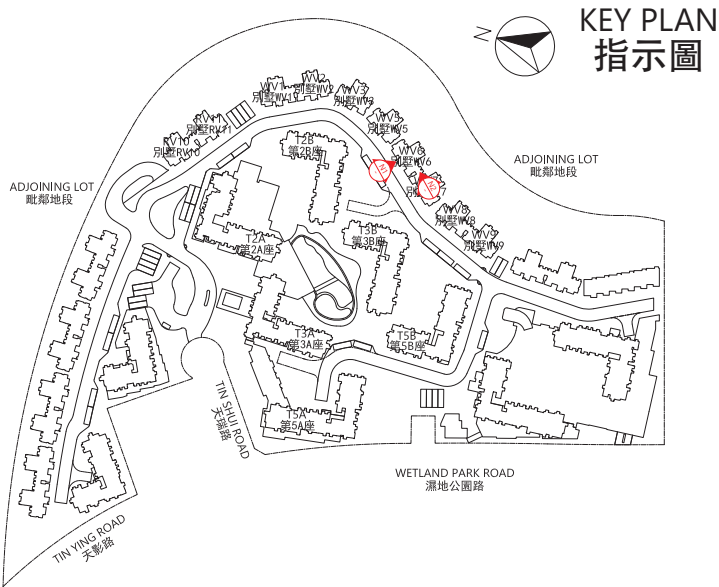 KEY PLAN
指示圖
N
WV1
別墅WV1
WV2
別墅WV2
WV3
別墅WV3
RV11
別墅RV11
WV5
別墅WV5
RV10
別墅RV10
T2B
第2B座
WV6
別墅WV6
ADJOINING LOT
毗鄰地段
N1
N2
別
ADJOINING LOT
毗鄰地段
WV8
別墅WV8
T3B
第3B座
WV9
別墅WV9
T2A
第2A座
T3A
第3A座
T5B
第5B座
T5A
第5A座
TIN SHUI ROAD
天瑞路
WETLAND PARK ROAD
濕地公園路
TIN YING ROAD
天影路